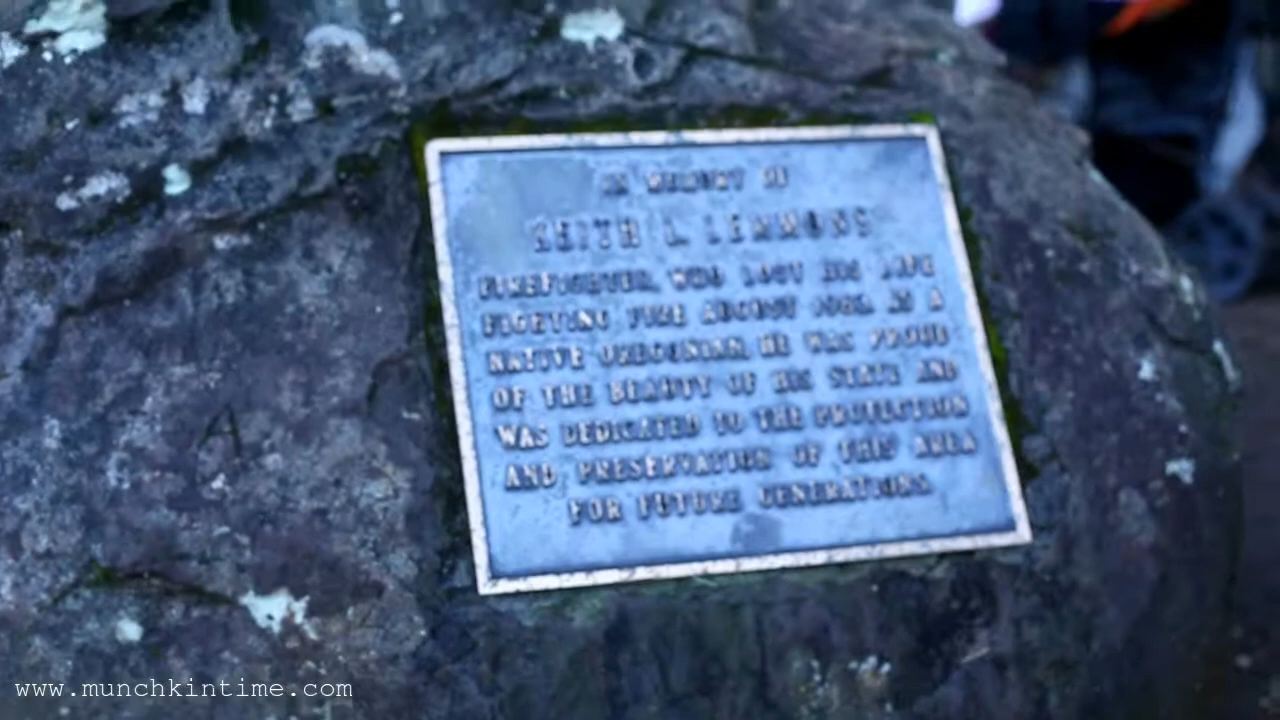 IN MEMORY OF
KEITH L. LEMMONS
FIREFIGHTER, WHO LOST HIS LIFE
FIGHTING FIRE AUGUST AS A
NATIVE OREGONIAN, HE WAS PROUD
OF THE BEAUTY OF HIS STATE AND
WAS DEDICATED TO THE PROTECTION
AND PRESERVATION OF THIS AREA
FOR FUTURE GENERATIONS.
A
www.munchkintime.com